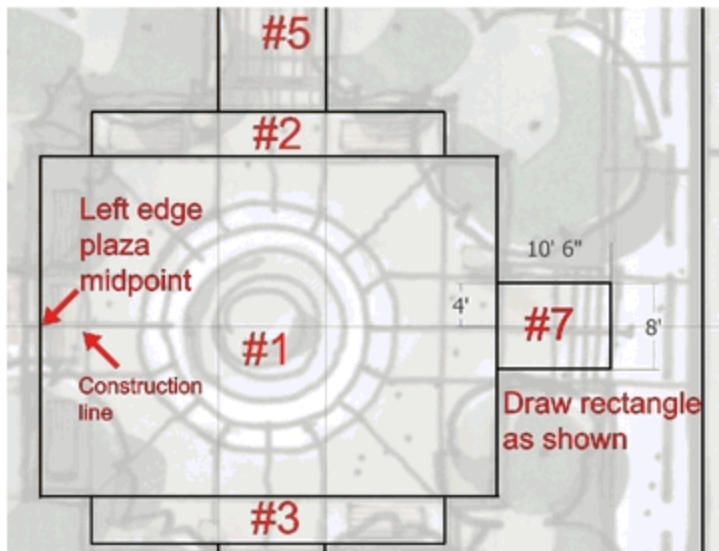 #5
#2
Left edge
plaza
midpoint
10' 6"
4'
#7
8'
#1
Construction
line
Draw rectangle
as shown
#3